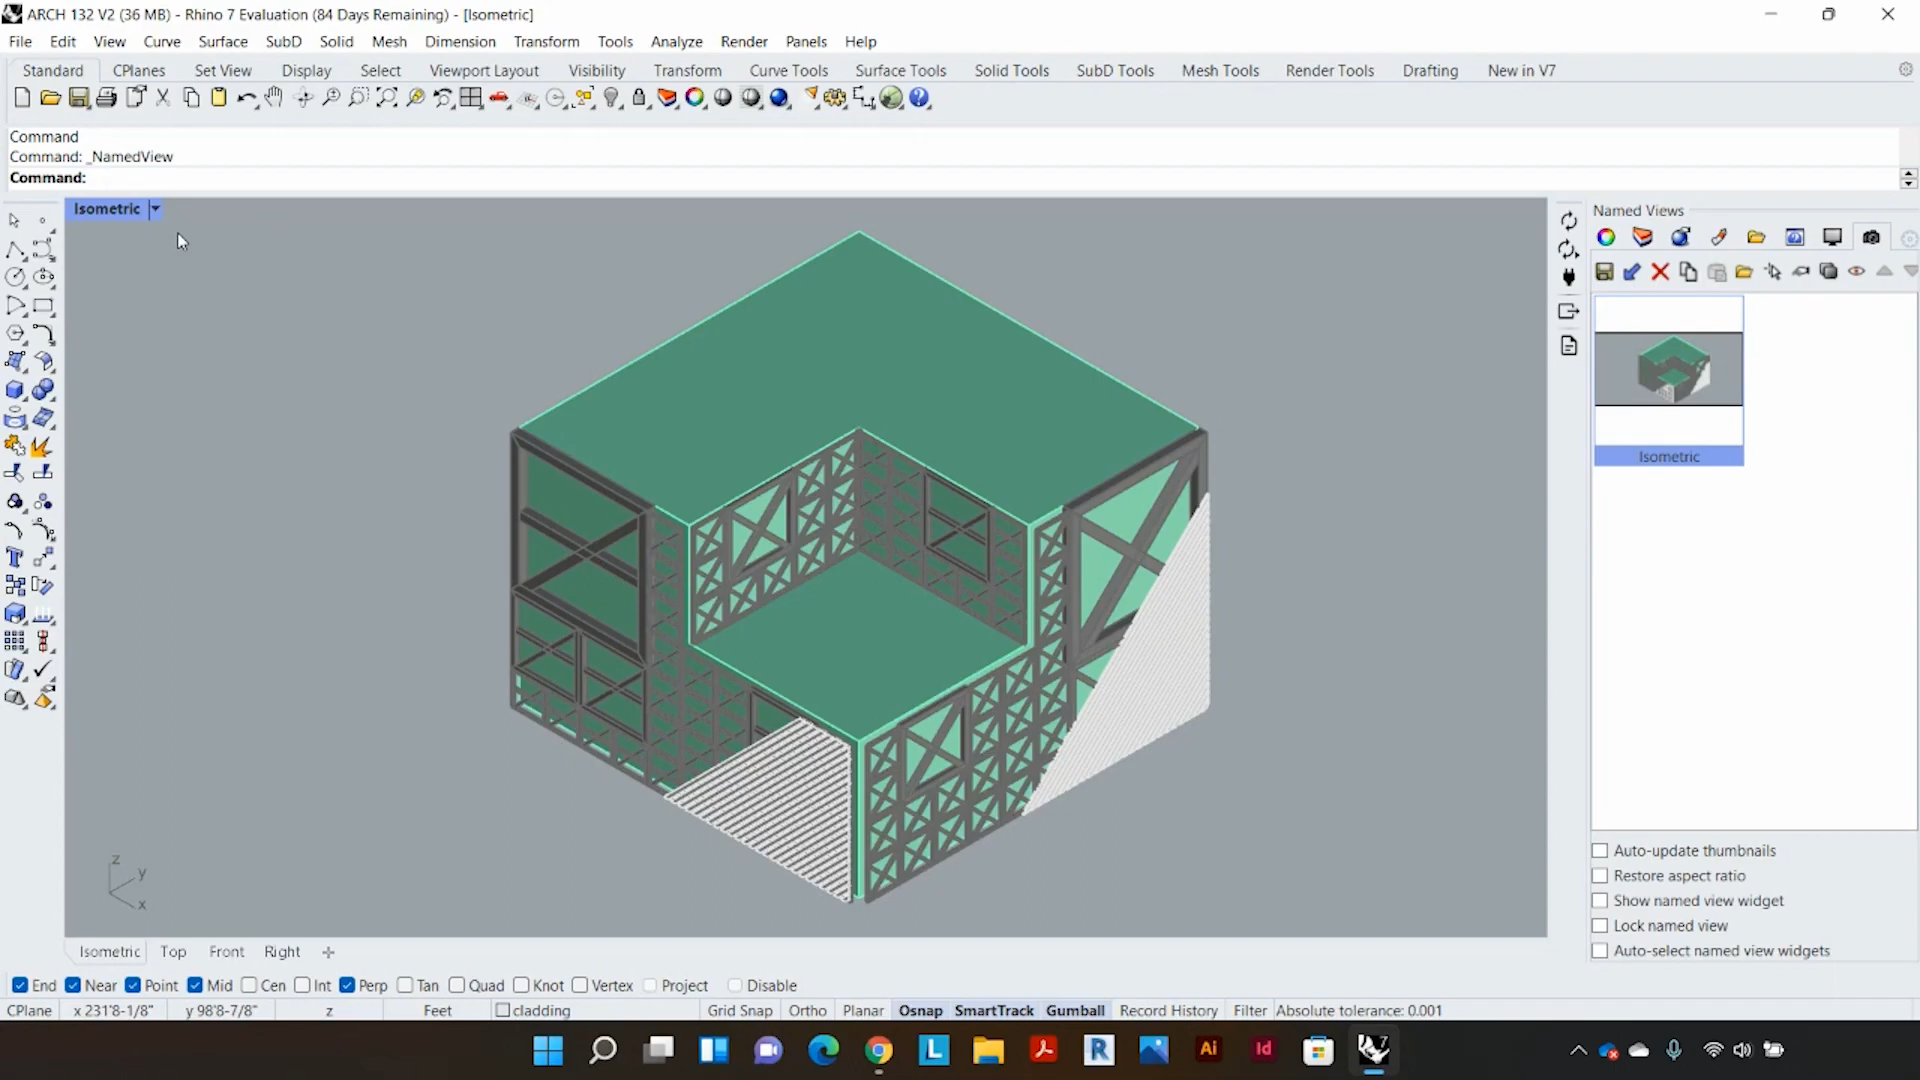 ARCH 132 V2 (36 MB) - Rhino 7 Evaluation (84 Days Remaining) - [Isometric]
File Edit View Curve Surface SubD Solid Mesh Dimension Transform Tools Analyze Render Panels Help
Standard CPlanes Set View Display Select Viewport Layout Visibility Transform Curve Tools Surface Tools Solid Tools SubD Tools Mesh Tools Render Tools Drafting New in V7
Command
Command: _NamedView
Command:
Isometric
Named Views
Isometric
z
y
x
Auto-update thumbnails
Restore aspect ratio
Show named view widget
Lock named view
Auto-select named view widgets
Isometric Top Front Right
End Near Point Mid Cen Int Perp Tan Quad Knot Vertex Project Disable
CPlane x 231'8-1/8" y 98'8-7/8" z Feet cladding Grid Snap Ortho Planar Osnap SmartTrack Gumball Record History Filter Absolute tolerance: 0.001
L R Ai Id 7